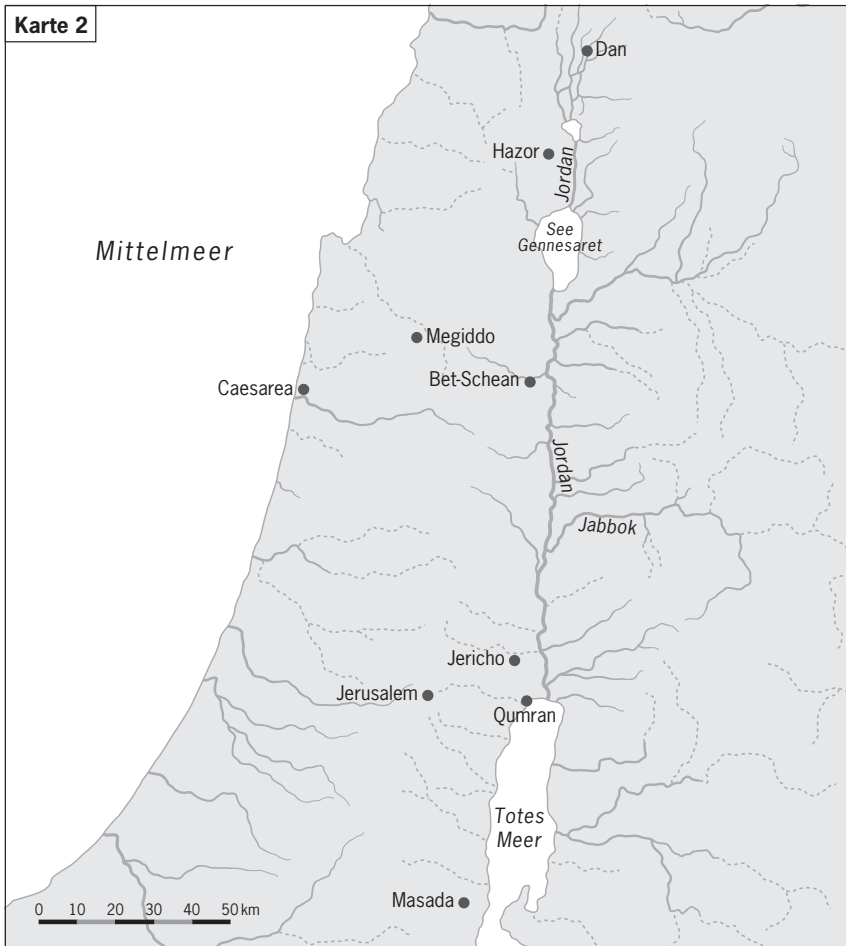 Karte 2
Dan
Hazor
Jordan
See
Gennesaret
Mittelmeer
Megiddo
Bet-Schean
Caesarea
Jordan
Jabbok
Jericho
Jerusalem
Qumran
Totes
Meer
Masada
0 10 20 30 40 50 km